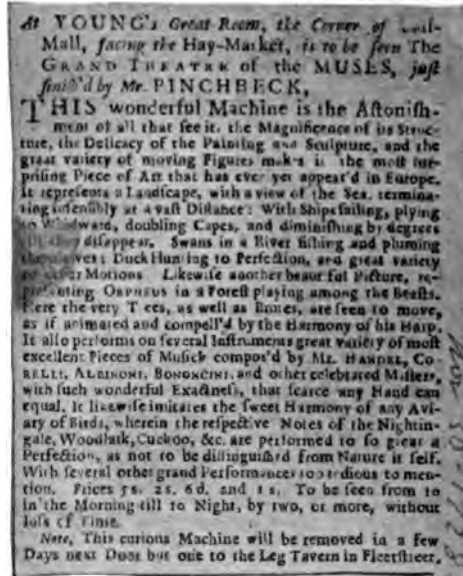 At YOUNG's Great Room, the Corner of
Mall, facing the Hay-Market, is to be seen The
GRAND THEATRE of the MUSES, just
finish'd by Mr. PINCHBECK,
THIS wonderful Machine is the Aſtoniſh-
ment of all that ſee it, the Magnificence of its Struc-
ture, the Delicacy of the Painting and Sculpture, and the
great variety of moving Figures makes it the moſt ſur-
priſing Piece of Art that has ever yet appear'd in Europe.
It repreſents a Landſcape, with a view of the Sea, termina-
ting inſenſibly at a vaſt Diſtance: With Ships ſailing, plying
to Windward, doubling Capes, and diminiſhing by degrees
till they diſappear. Swans in a River fiſhing and pluming
themſelves: Duck Hunting to Perfection, and great variety
of other Motions. Likewiſe another beautiful Picture, re-
preſenting ORPHEUS in a Foreſt playing among the Beaſts.
Here the very T ees, as well as Brutes, are ſeen to move,
as if animated and compell'd by the Harmony of his Harp.
It alſo performs on ſeveral Inſtruments great variety of moſt
excellent Pieces of Muſick compos'd by Mr. HANDEL, CO-
RELLI, ALBINONI, BONONCINI, and other celebrated Maſters,
with ſuch wonderful Exactneſs, that ſcarce any Hand can
equal. It likewiſe imitates the ſweet Harmony of any Avi-
ary of Birds, wherein the reſpective Notes of the Nightin-
gale, Woodlark, Cuckoo, &c. are performed to ſo great a
Perfection, as not to be diſtinguiſhed from Nature it ſelf.
With ſeveral other grand Performances too tedious to men-
tion. Prices 5s. 2s. 6d. and 1s. To be ſeen from 10
in the Morning till 10 Night, by two, or more, without
loſs of Time.
Note, This curious Machine will be removed in a few
Days next Door but one to the Leg Tavern in Fleetſtreet.